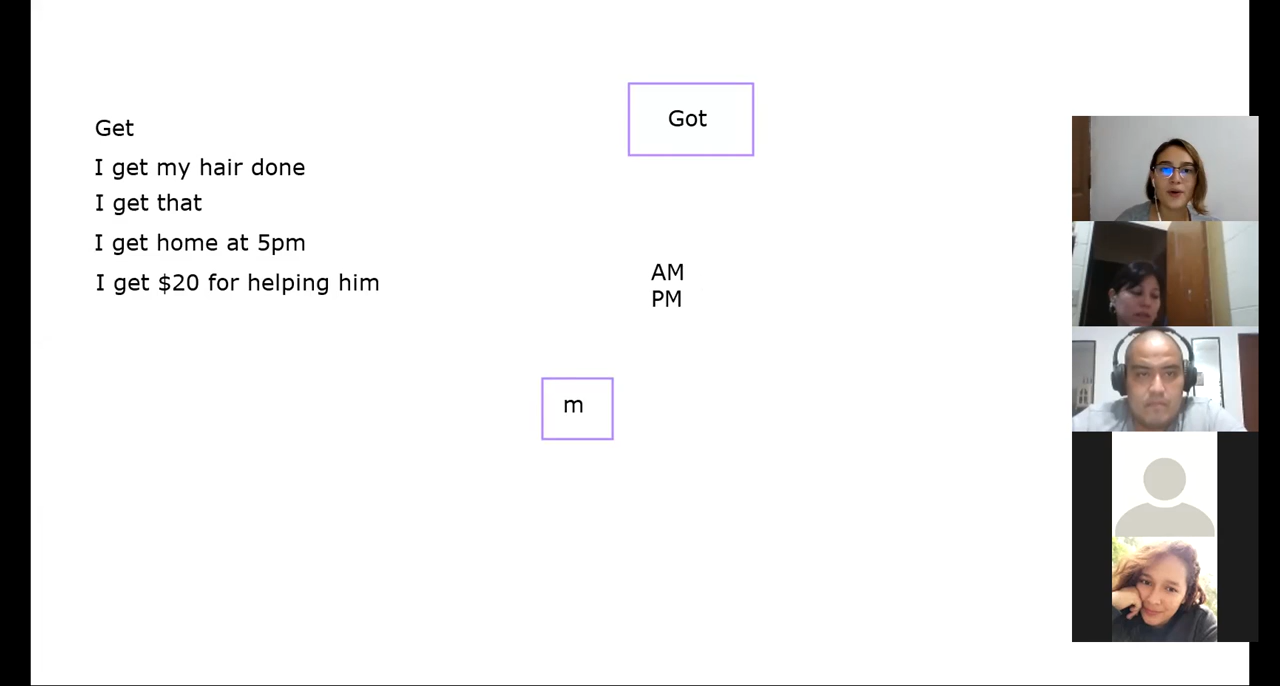 Get
I get my hair done
I get that
I get home at 5pm
I get $20 for helping him
Got
AM
PM
m